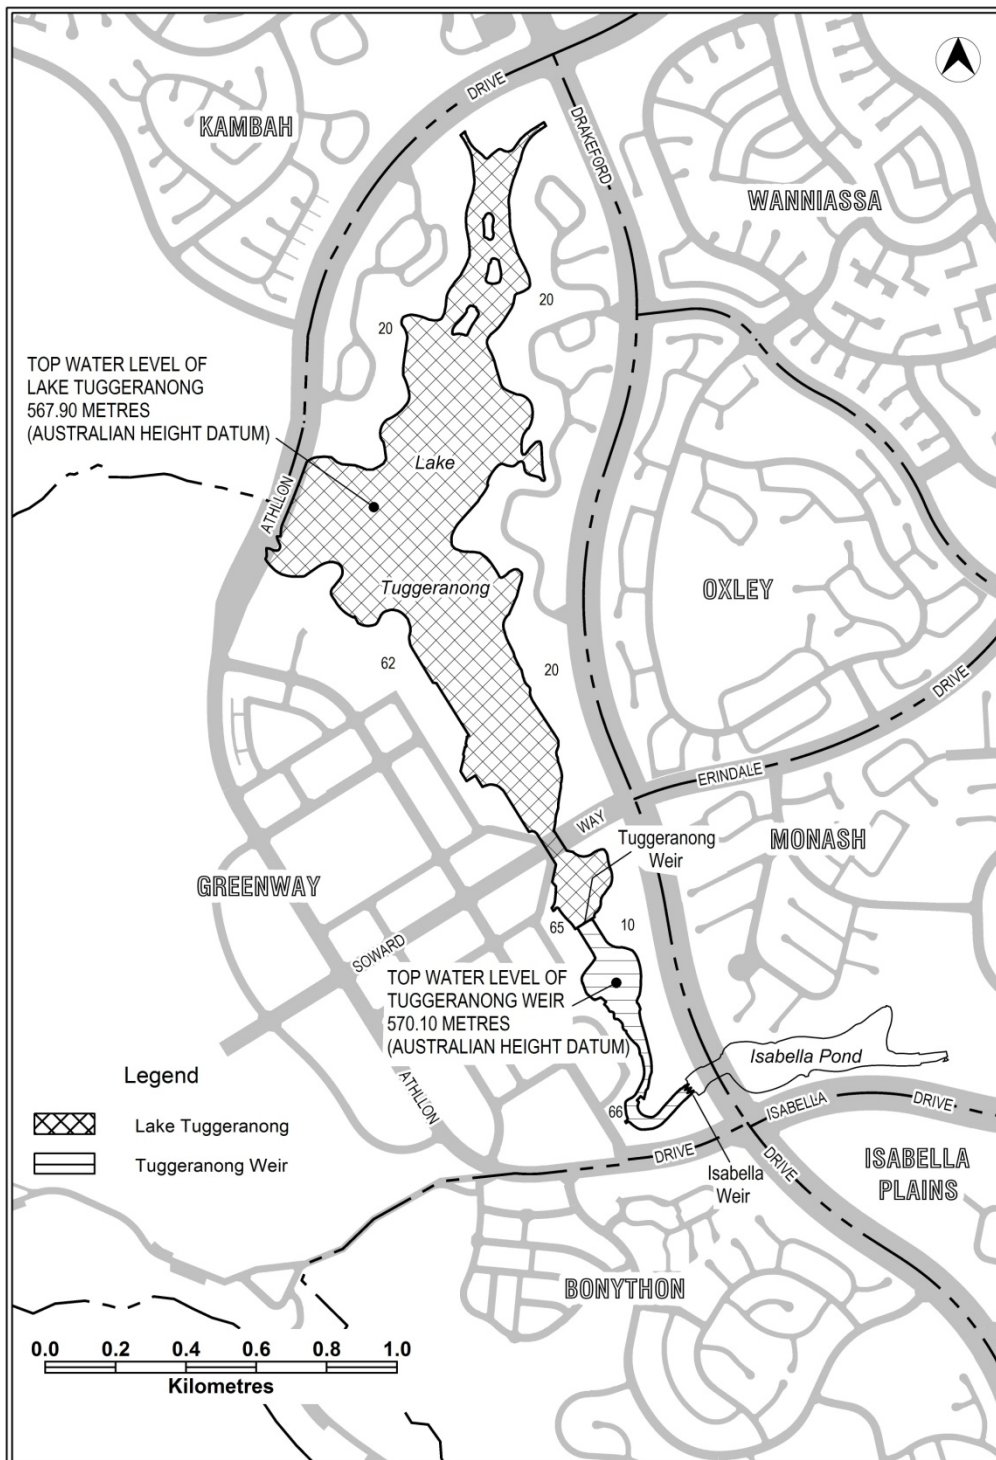 DRIVE
KAMBAH
DRAKEFORD
WANNIASSA
20
20
TOP WATER LEVEL OF
LAKE TUGGERANONG
567.90 METRES
(AUSTRALIAN HEIGHT DATUM)
Lake
ATHLLON
Tuggeranong
OXLEY
62
20
DRIVE
ERINDALE
WAY
Tuggeranong
Weir
MONASH
GREENWAY
65
10
SOWARD
TOP WATER LEVEL OF
TUGGERANONG WEIR
570.10 METRES
(AUSTRALIAN HEIGHT DATUM)
Isabella Pond
Legend
ATHLLON
Lake Tuggeranong
Tuggeranong Weir
66
ISABELLA
DRIVE
DRIVE
DRIVE
Isabella
Weir
ISABELLA
PLAINS
BONYTHON
0.0 0.2 0.4 0.6 0.8 1.0
Kilometres